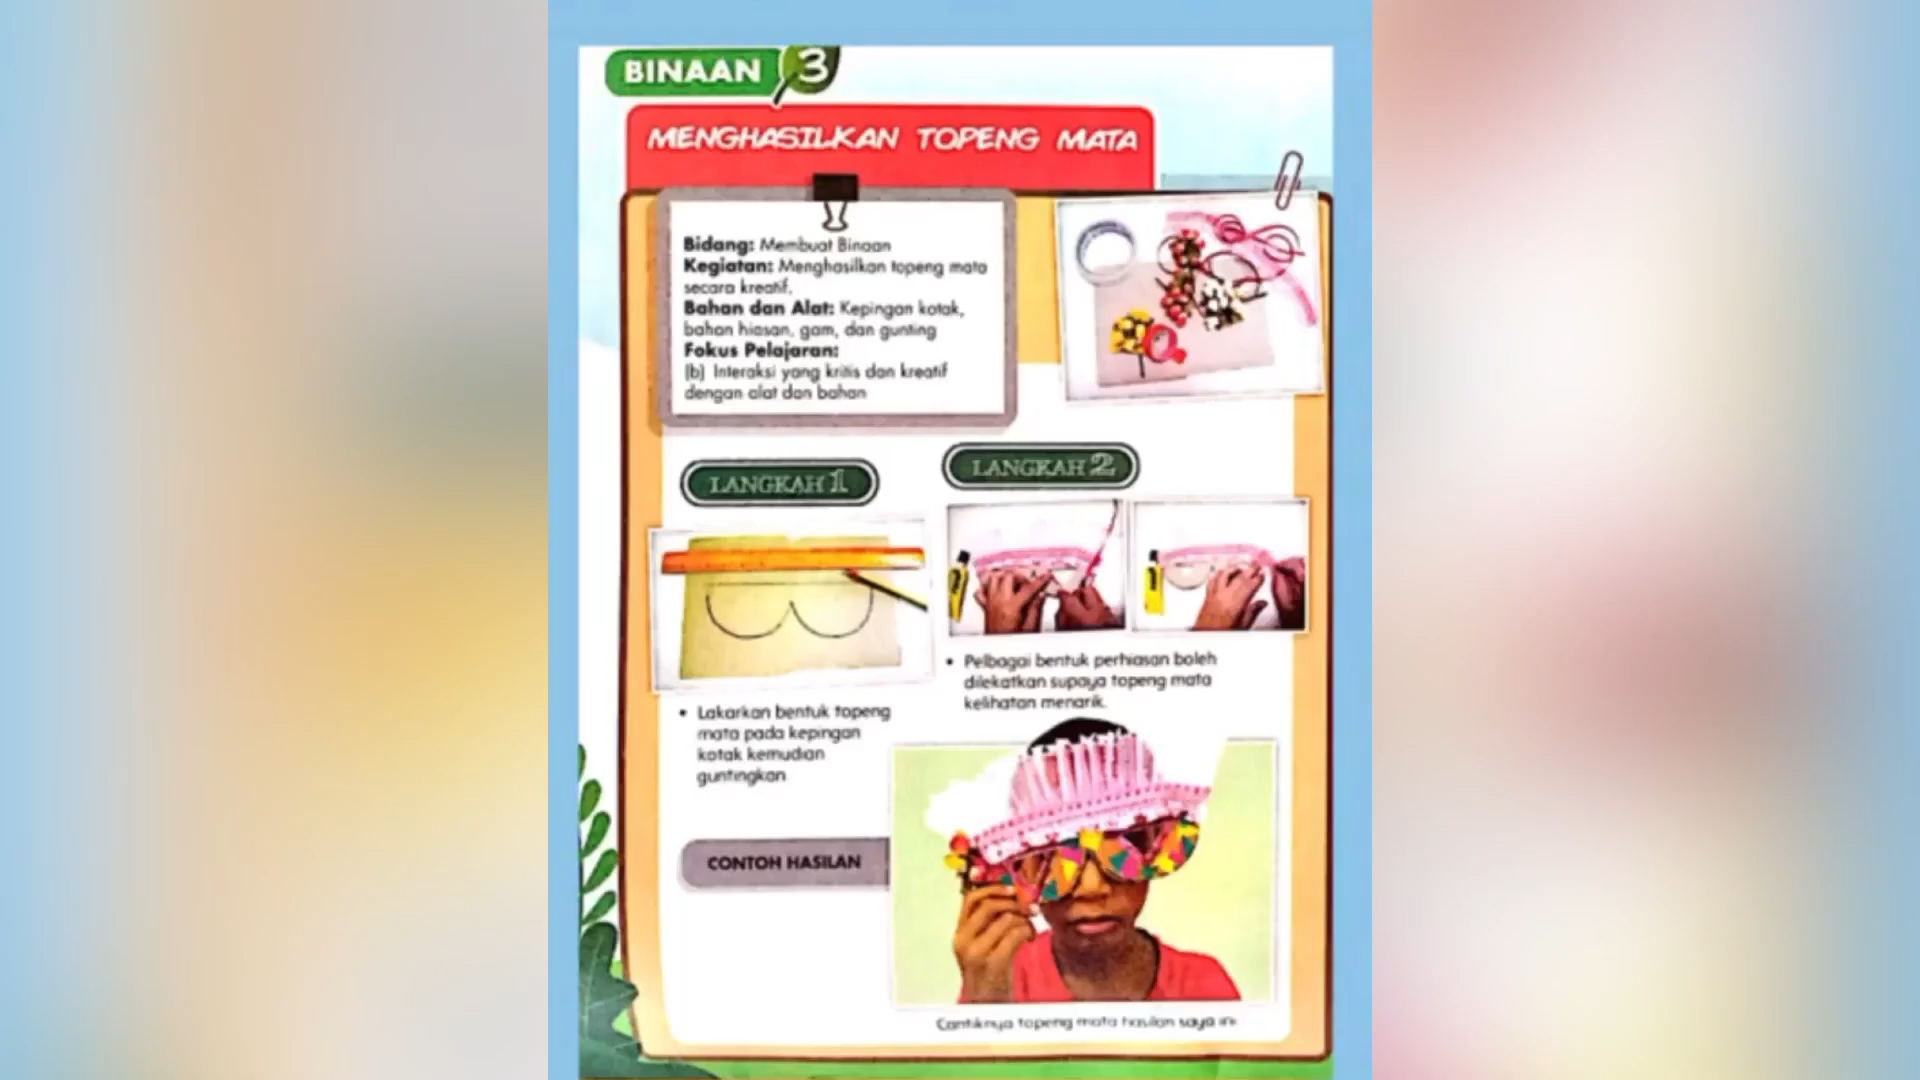 BINAAN 3
MENGHASILKAN TOPENG MATA
Bidang: Membuat Binaan
Kegiatan: Menghasilkan topeng mata
secara kreatif.
Bahan dan Alat: Kepingan kotak,
bahan hiasan, gam, dan gunting
Fokus Pelajaran:
(b) Interaksi yang kritis dan kreatif
dengan alat dan bahan
LANGKAH 1
LANGKAH 2
• Pelbagai bentuk perhiasan boleh
dilekatkan supaya topeng mata
kelihatan menarik.
• Lakarkan bentuk topeng
mata pada kepingan
kotak kemudian
guntingkan
CONTOH HASILAN
Cantiknya topeng mata hasilan saya ini